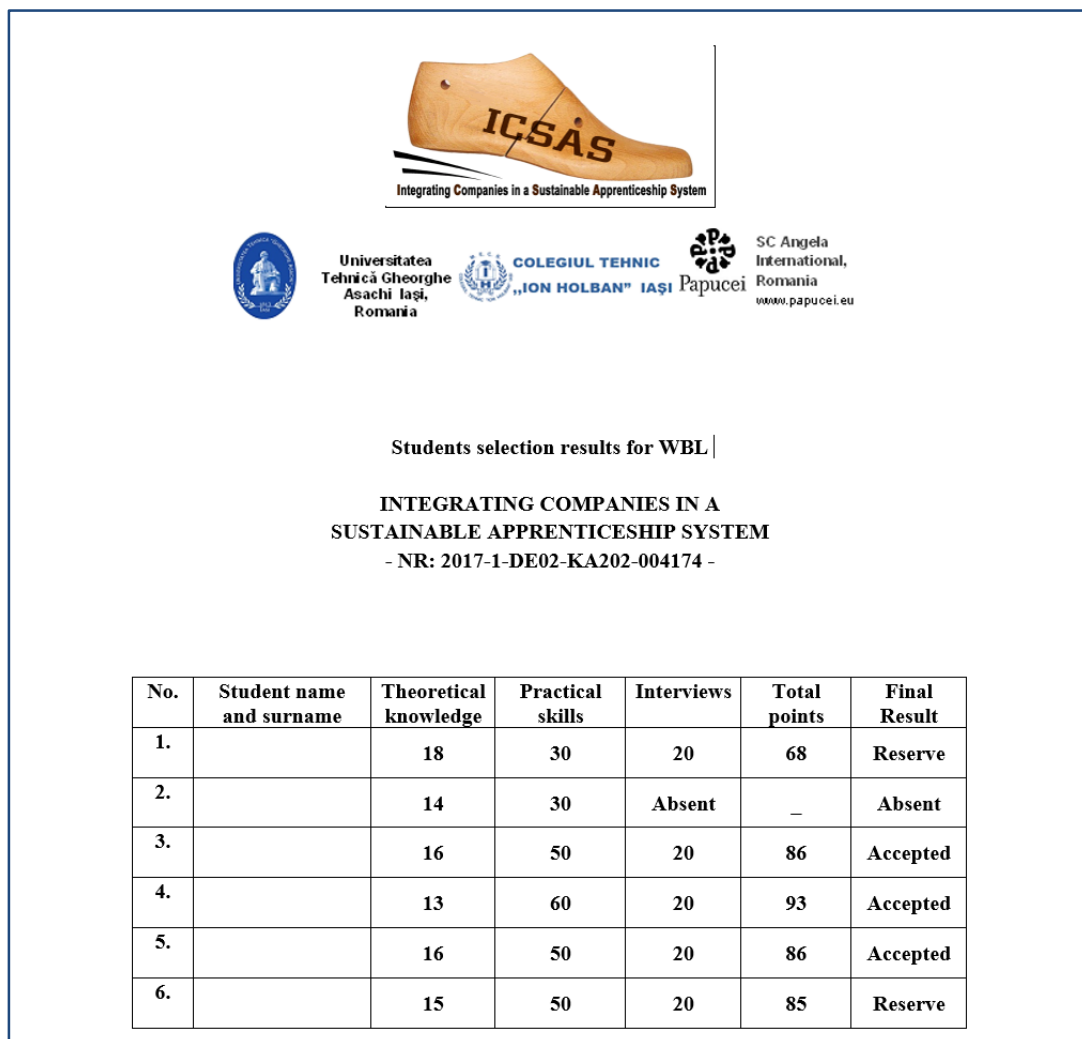 ICSAS
Integrating Companies in a Sustainable Apprenticeship System
Universitatea
Tehnică Gheorghe
Asachi Iaşi,
Romania
COLEGIUL TEHNIC
„ION HOLBAN” IAŞI
Papucei
SC Angela
International,
Romania
www.papucei.eu
Students selection results for WBL
INTEGRATING COMPANIES IN A
SUSTAINABLE APPRENTICESHIP SYSTEM
- NR: 2017-1-DE02-KA202-004174 -
No. Student name and surname Theoretical knowledge Practical skills Interviews Total points Final Result
1. 18 30 20 68 Reserve
2. 14 30 Absent _ Absent
3. 16 50 20 86 Accepted
4. 13 60 20 93 Accepted
5. 16 50 20 86 Accepted
6. 15 50 20 85 Reserve